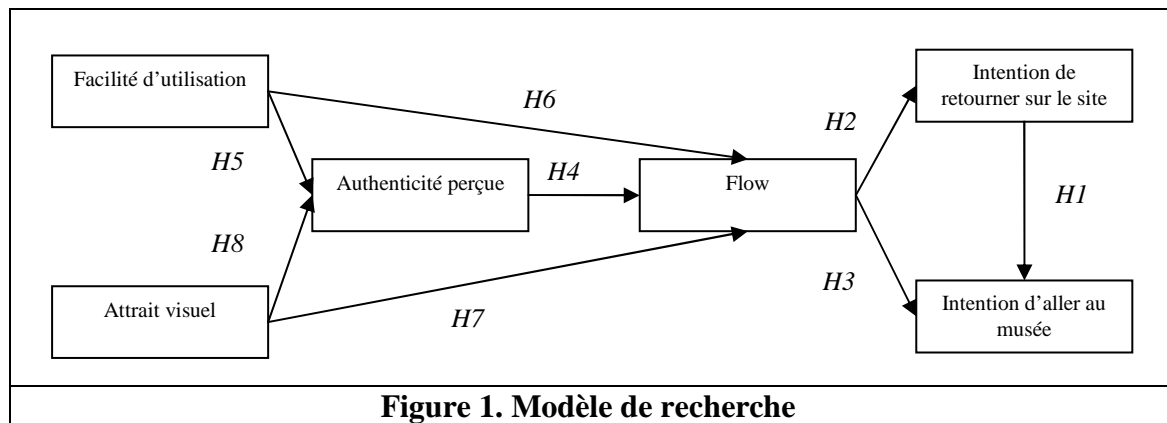 Facilité d'utilisation
H6
Intention de
retourner sur le site
H2
H5
Authenticité perçue
H4
Flow
H1
H8
H3
Attrait visuel
H7
Intention d'aller au
musée
Figure 1. Modèle de recherche